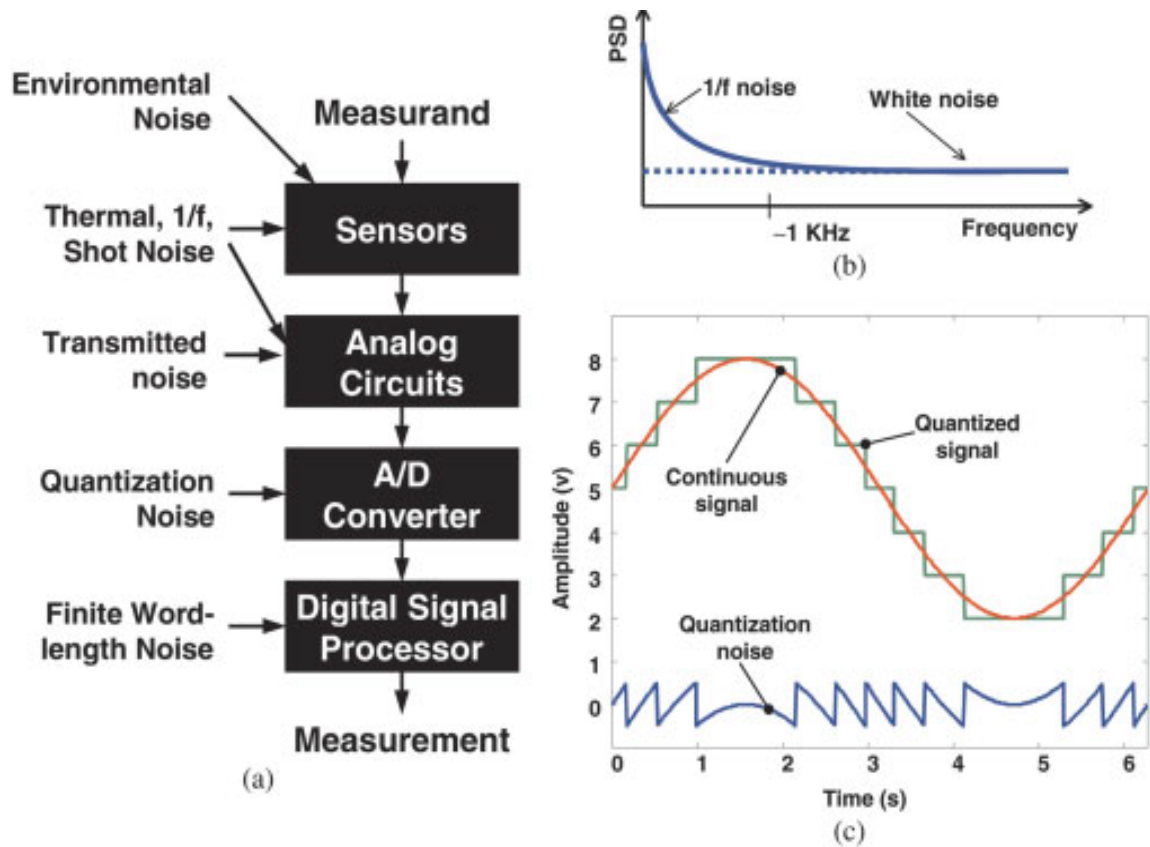 Environmental
Noise
Measurand
Thermal, 1/f,
Shot Noise
Sensors
Transmitted
noise
Analog
Circuits
Quantization
Noise
A/D
Converter
Finite Word-
length Noise
Digital Signal
Processor
Measurement
(a)
PSD
1/f noise
White noise
~1 KHz
Frequency
(b)
Amplitude (v)
8
7
6
5
4
3
2
1
0
Continuous
signal
Quantized
signal
Quantization
noise
0 1 2 3 4 5 6
Time (s)
(c)